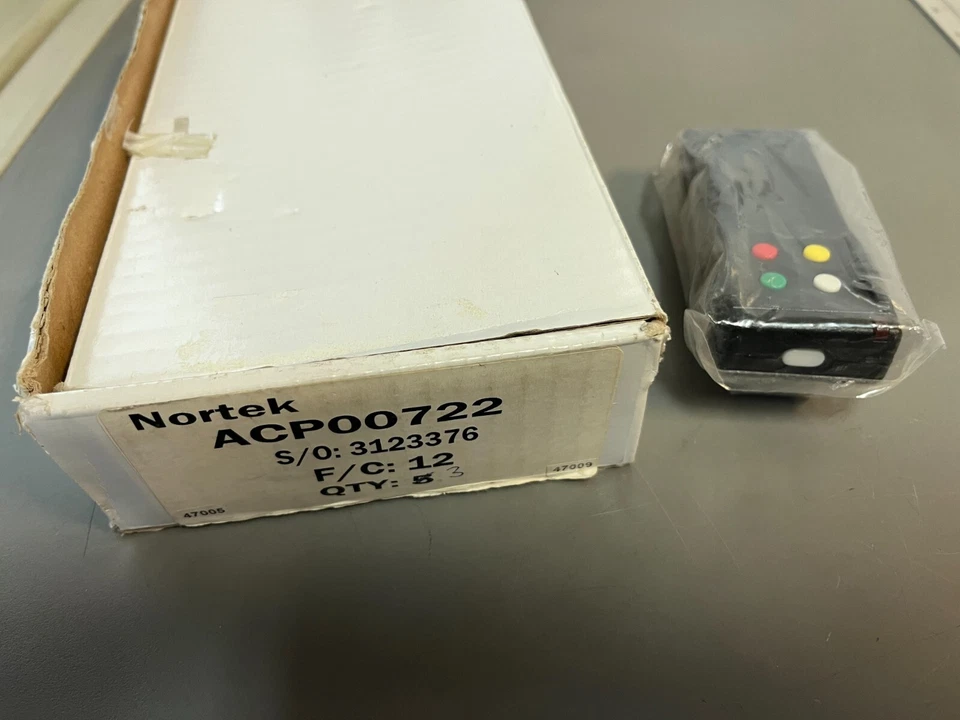 Nortek
ACP00722
S/O: 3123376
F/C: 12
QTY: 5 3
47005
47009